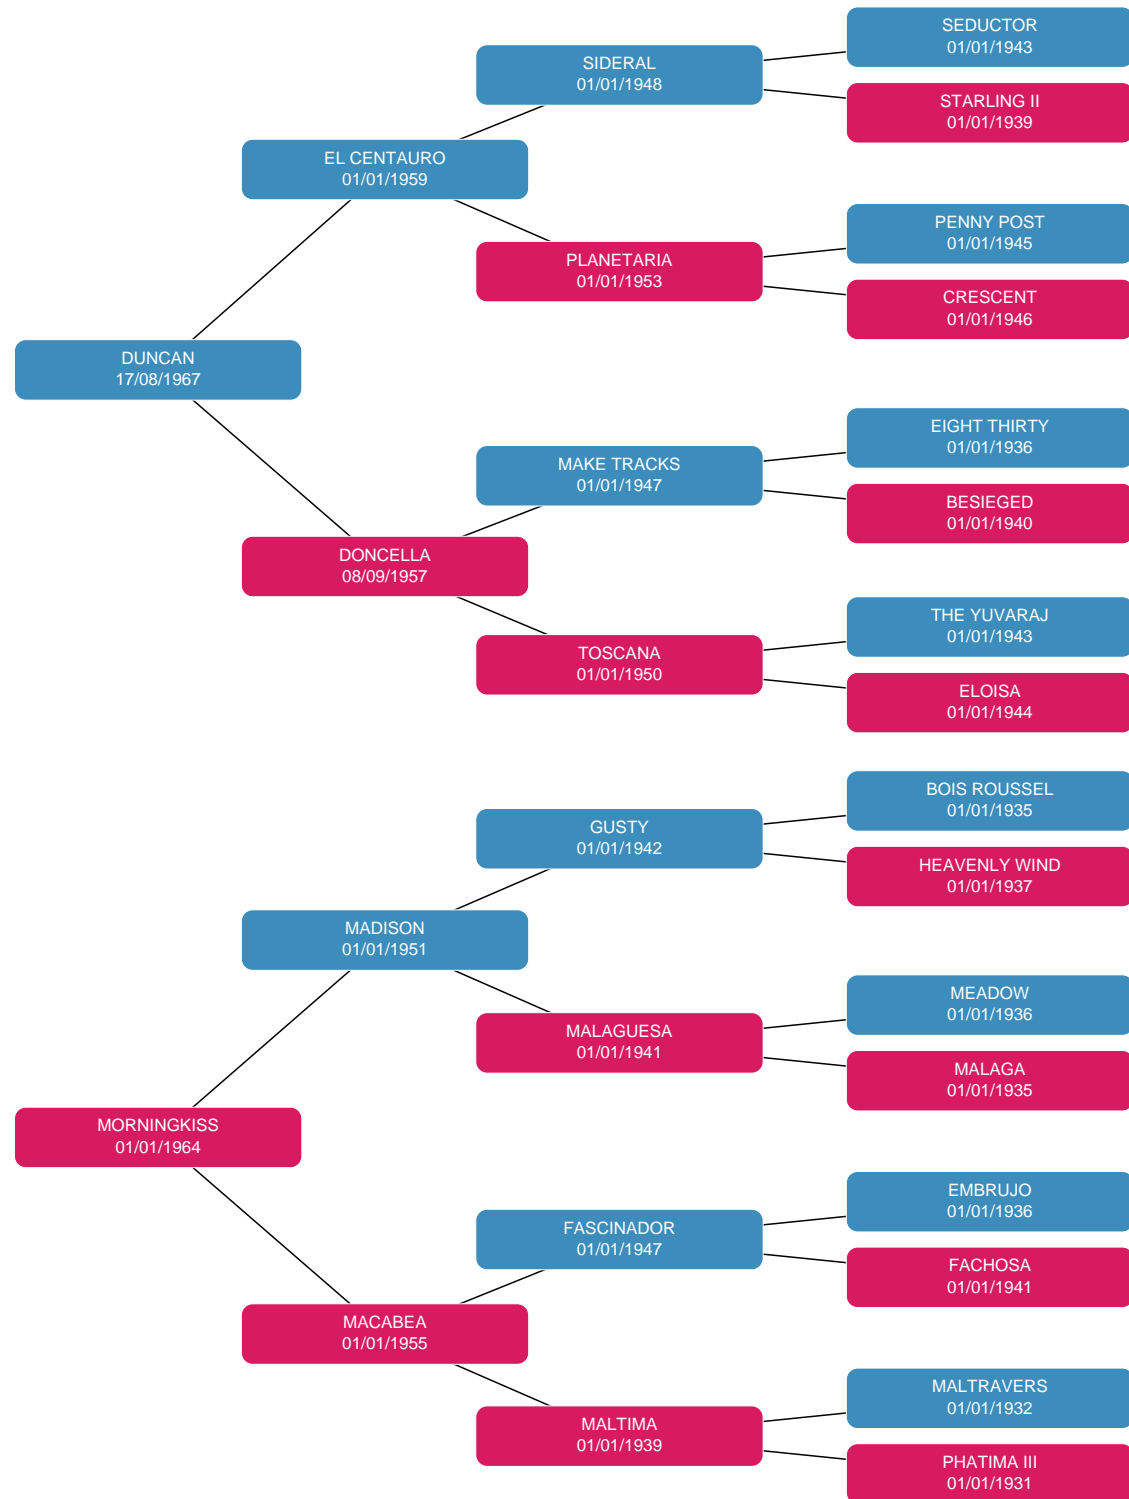 SEDUCTOR
01/01/1943
SIDERAL
01/01/1948
STARLING II
01/01/1939
EL CENTAURO
01/01/1959
PENNY POST
01/01/1945
PLANETARIA
01/01/1953
CRESCENT
01/01/1946
DUNCAN
17/08/1967
EIGHT THIRTY
01/01/1936
MAKE TRACKS
01/01/1947
BESIEGED
01/01/1940
DONCELLA
08/09/1957
THE YUVARAJ
01/01/1943
TOSCANA
01/01/1950
ELOISA
01/01/1944
BOIS ROUSSEL
01/01/1935
GUSTY
01/01/1942
HEAVENLY WIND
01/01/1937
MADISON
01/01/1951
MEADOW
01/01/1936
MALAGUESA
01/01/1941
MALAGA
01/01/1935
MORNINGKISS
01/01/1964
EMBRUJO
01/01/1936
FASCINADOR
01/01/1947
FACHOSA
01/01/1941
MACABEA
01/01/1955
MALTRAVERS
01/01/1932
MALTIMA
01/01/1939
PHATIMA III
01/01/1931